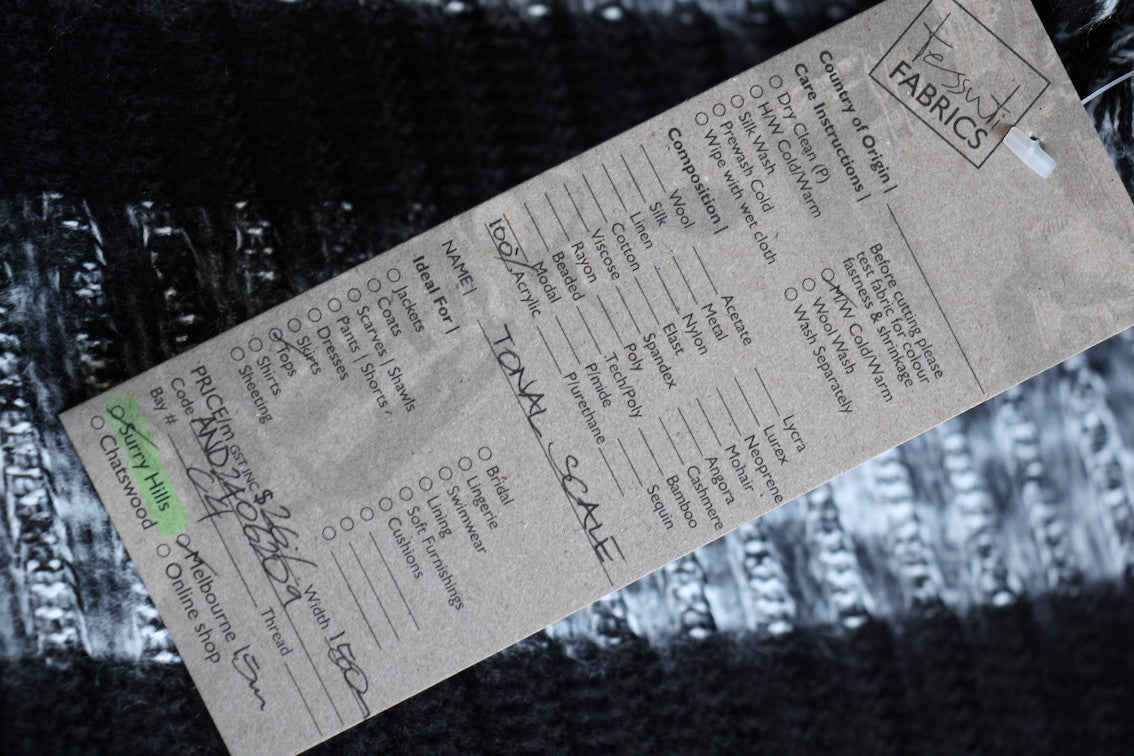 Tessuti
FABRICS
Country of Origin |
Care Instructions |
Dry Clean (P)
H/W Cold/Warm
Silk Wash
Prewash Cold
Wipe with wet cloth
Before cutting please
test fabric for colour
fastness & shrinkage
M/W Cold/Warm
Wool Wash
Wash Separately
Composition |
Wool Acetate Lycra
Silk Metal Lurex
Linen Nylon Neoprene
Cotton Elast Mohair
Viscose Spandex Angora
Rayon Poly Cashmere
Beaded Tech/Poly Bamboo
Modal P/mide Sequin
100% Acrylic P/urethane
NAME | TONAL SCALE
Ideal For |
Jackets Bridal
Coats Lingerie
Scarves | Shawls Swimwear
Pants | Shorts Lining
Dresses Soft Furnishings
Skirts Cushions
Tops
Shirts
Sheeting
PRICE/m GST INC $ Width 150
Code
Bay # Thread
Surry Hills Melbourne 15m
Chatswood Online shop